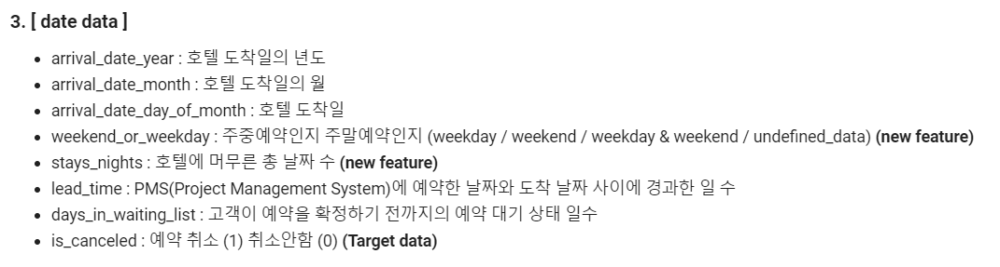 3. [ date data ]
• arrival_date_year : 호텔 도착일의 년도
• arrival_date_month : 호텔 도착일의 월
• arrival_date_day_of_month : 호텔 도착일
• weekend_or_weekday : 주중예약인지 주말예약인지 (weekday / weekend / weekday & weekend / undefined_data) (new feature)
• stays_nights : 호텔에 머무른 총 날짜 수 (new feature)
• lead_time : PMS(Project Management System)에 예약한 날짜와 도착 날짜 사이에 경과한 일 수
• days_in_waiting_list : 고객이 예약을 확정하기 전까지의 예약 대기 상태 일수
• is_canceled : 예약 취소 (1) 취소안함 (0) (Target data)